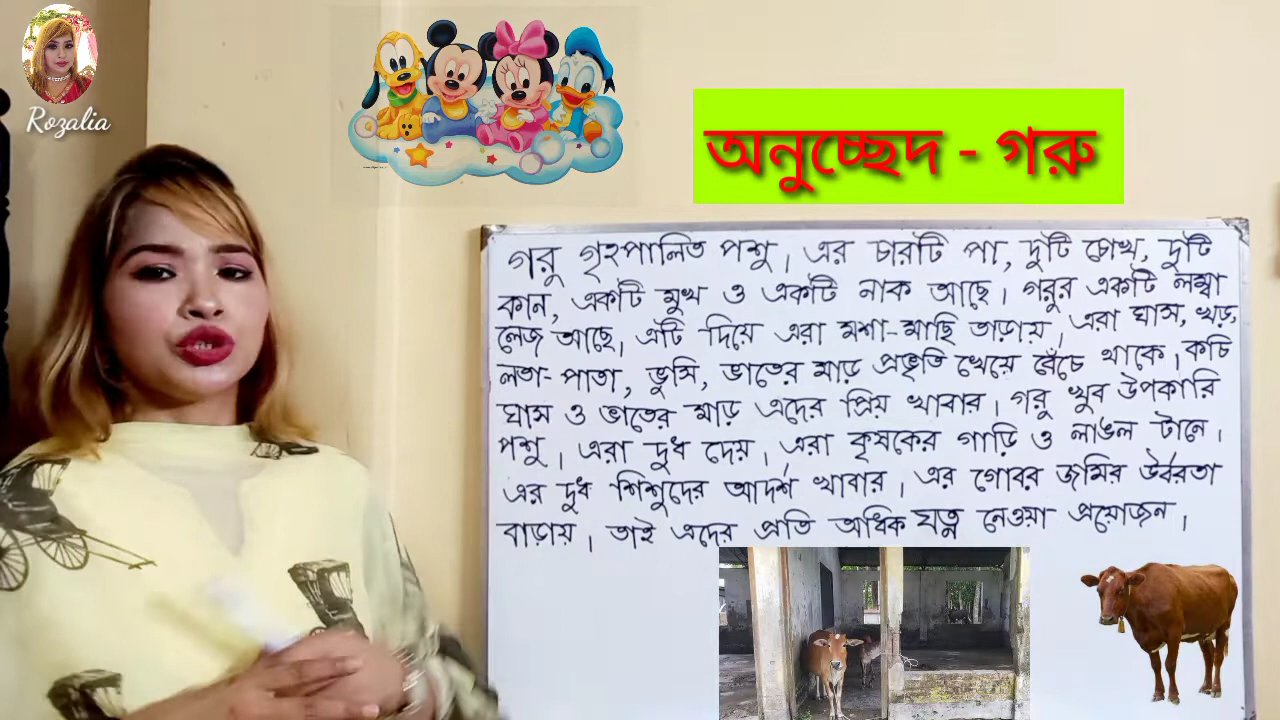 Rozalia
অনুচ্ছেদ - গরু
গরু গৃহপালিত পশু। এর চারটি পা, দুটি চোখ, দুটি
কান, একটি মুখ ও একটি নাক আছে। গরুর একটি লম্বা
লেজ আছে। এটি দিয়ে এরা মশা-মাছি তাড়ায়। এরা ঘাস, খড়,
লতা-পাতা, ভুসি, ভাতের মাড় প্রভৃতি খেয়ে বেঁচে থাকে। কচি
ঘাস ও ভাতের মাড় এদের প্রিয় খাবার। গরু খুব উপকারি
পশু। এরা দুধ দেয়। এরা কৃষকের গাড়ি ও লাঙল টানে।
এর দুধ শিশুদের আদর্শ খাবার। এর গোবর জমির উর্বরতা
বাড়ায়। তাই এদের প্রতি অধিক যত্ন নেওয়া প্রয়োজন।